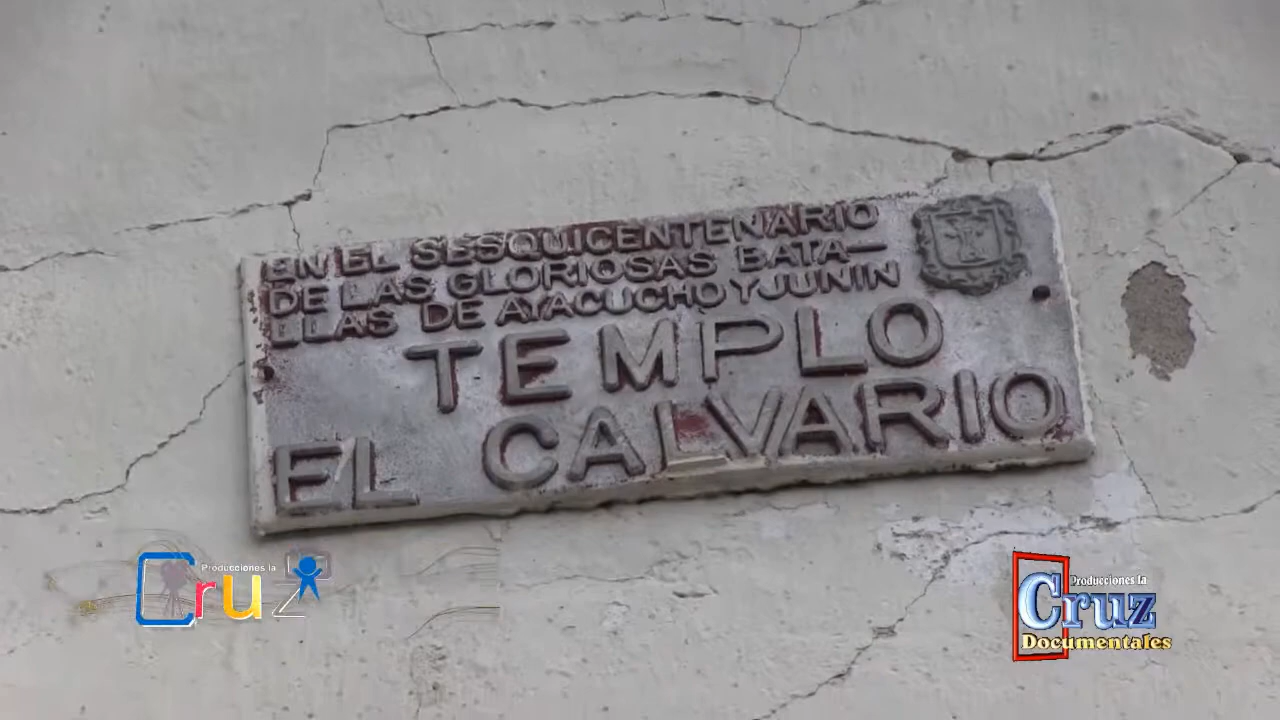 EN EL SESQUICENTENARIO
DE LAS GLORIOSAS BATA—
LLAS DE AYACUCHO Y JUNIN
TEMPLO
EL CALVARIO
Producciones la
Cruz
Producciones la
Cruz
Documentales